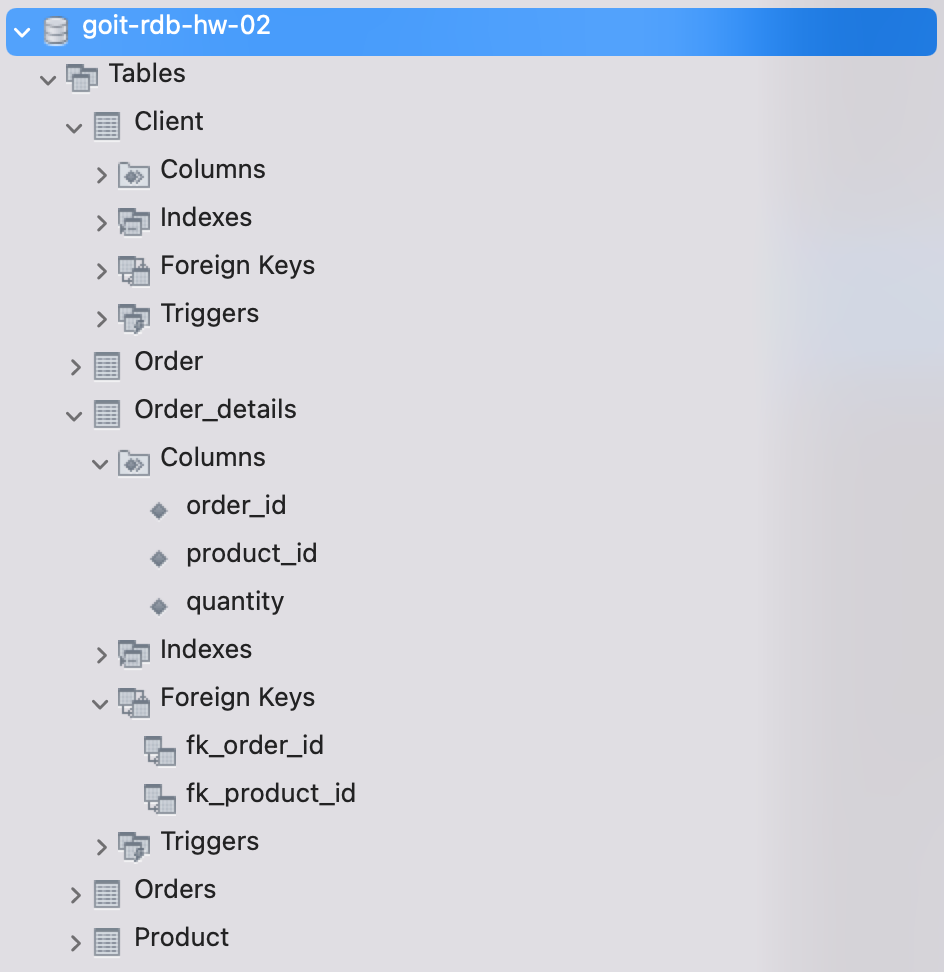 goit-rdb-hw-02
Tables
Client
Columns
Indexes
Foreign Keys
Triggers
Order
Order_details
Columns
order_id
product_id
quantity
Indexes
Foreign Keys
fk_order_id
fk_product_id
Triggers
Orders
Product